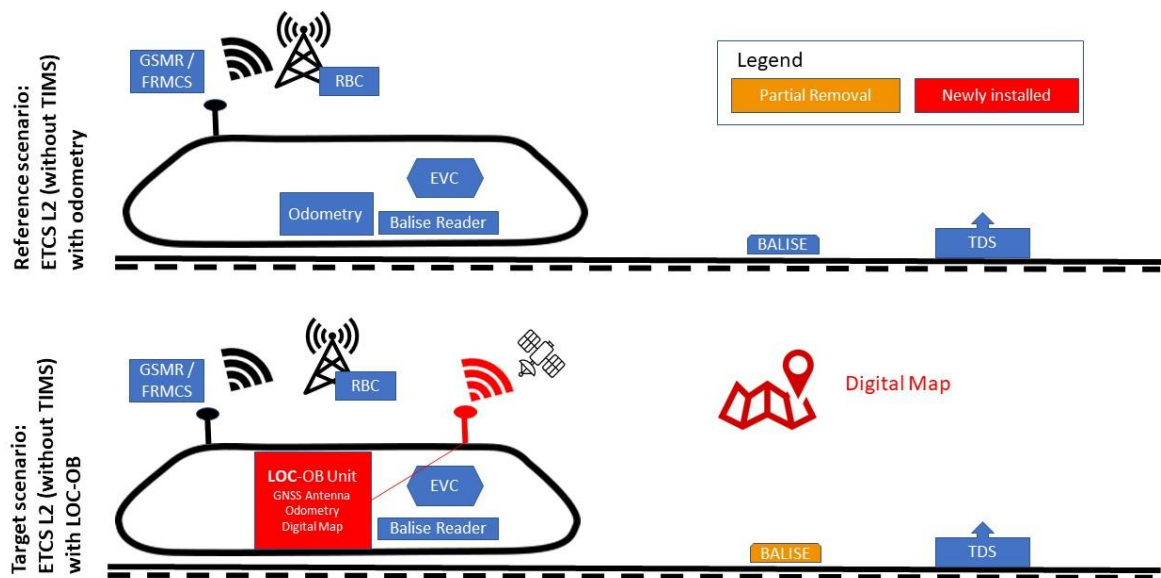 Reference scenario:
ETCS L2 (without TIMS)
with odometry
GSMR /
FRMCS
RBC
EVC
Odometry
Balise Reader
BALISE
TDS
Legend
Partial Removal
Newly installed
Target scenario:
ETCS L2 (without TIMS)
with LOC-OB
GSMR /
FRMCS
RBC
LOC-OB Unit
GNSS Antenna
Odometry
Digital Map
EVC
Balise Reader
Digital Map
BALISE
TDS